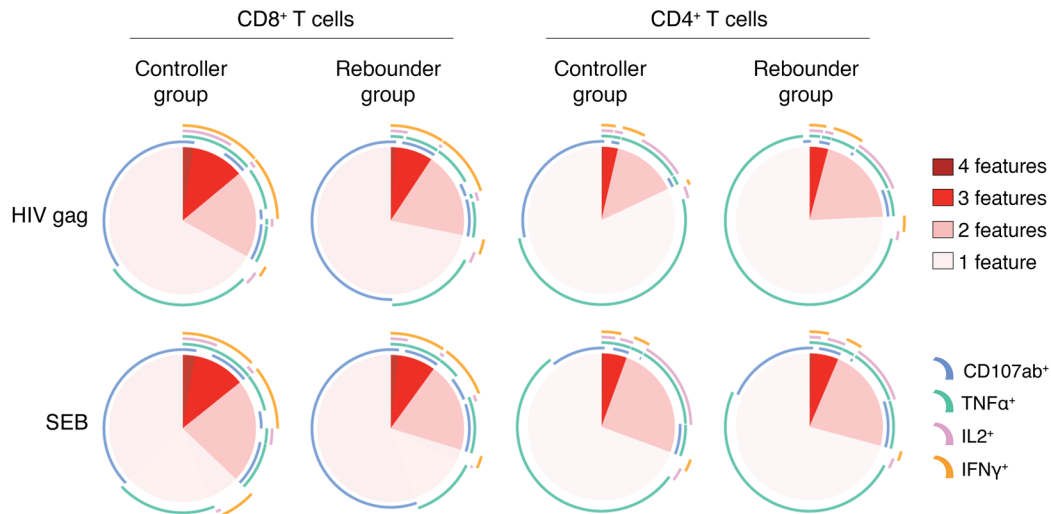 CD8⁺ T cells
CD4⁺ T cells
Controller
group
Rebounder
group
Controller
group
Rebounder
group
HIV gag
4 features
3 features
2 features
1 feature
SEB
CD107ab⁺
TNFα⁺
IL2⁺
IFNγ⁺